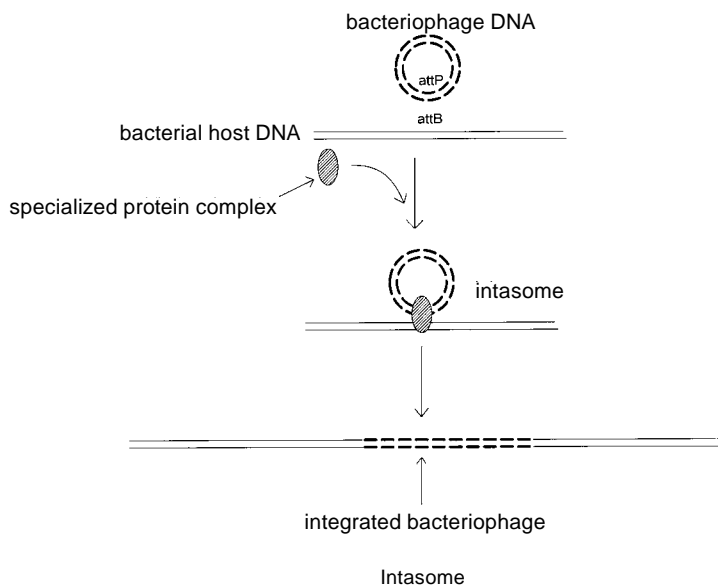 bacteriophage DNA
attP
attB
bacterial host DNA
specialized protein complex
intasome
integrated bacteriophage
Intasome